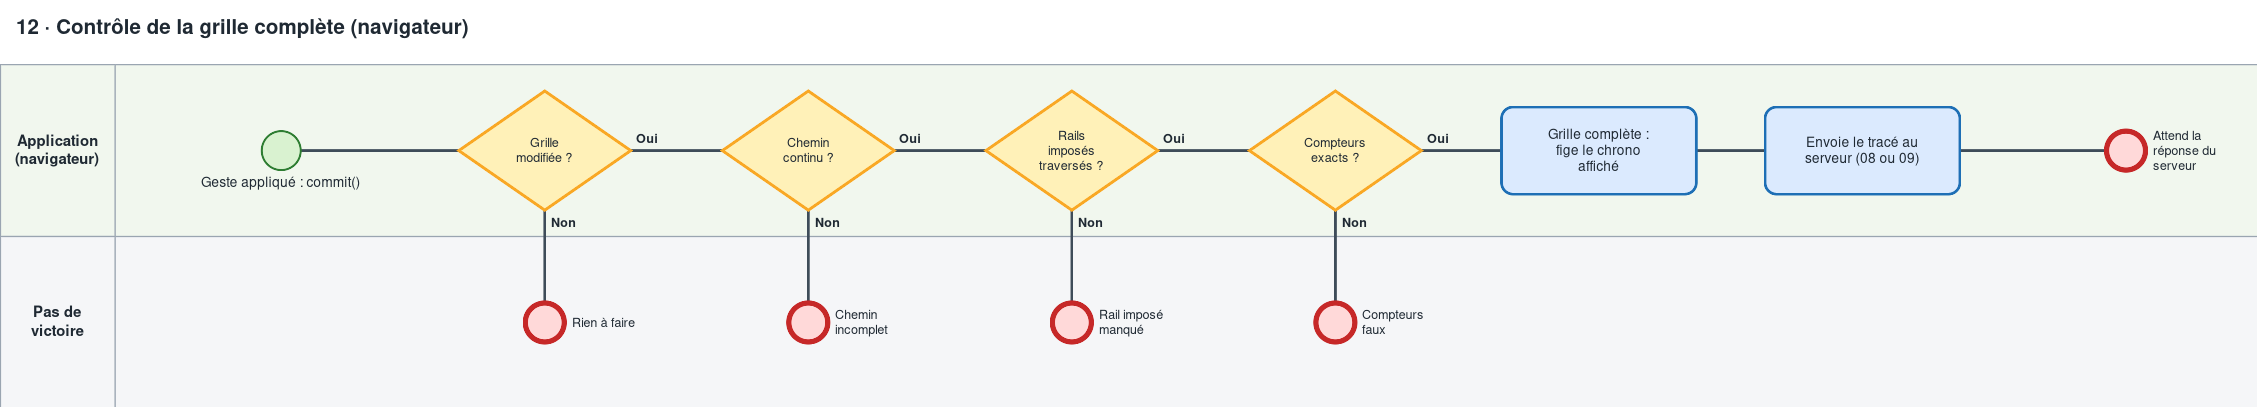 12 · Contrôle de la grille complète (navigateur)
Application
(navigateur)
Geste appliqué : commit()
Grille
modifiée ?
Oui
Non
Chemin
continu ?
Oui
Non
Rails
imposés
traversés ?
Oui
Non
Compteurs
exacts ?
Oui
Non
Grille complète :
fige le chrono
affiché
Envoie le tracé au
serveur (08 ou 09)
Attend la
réponse du
serveur
Pas de
victoire
Rien à faire
Chemin
incomplet
Rail imposé
manqué
Compteurs
faux